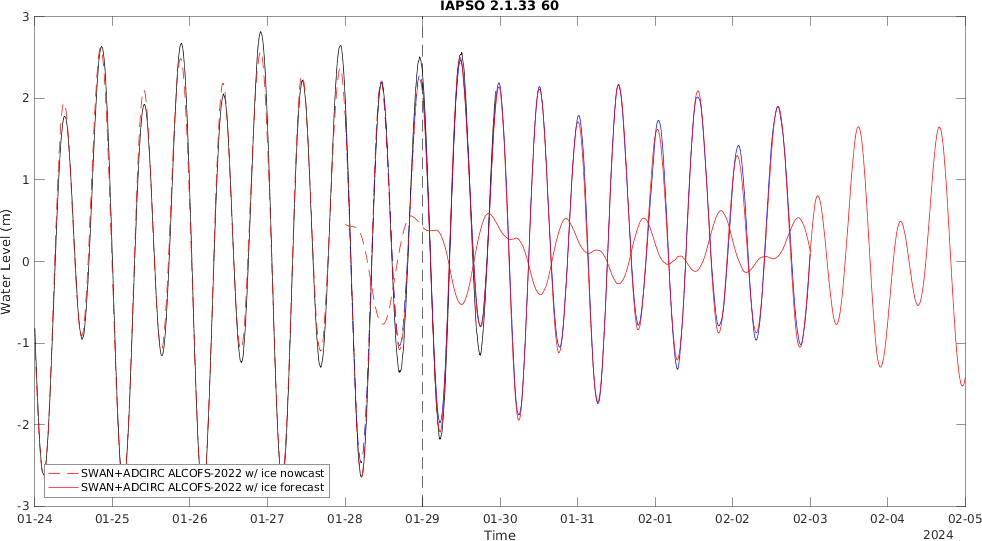 IAPSO 2.1.33 60
3
2
1
0
-1
-2
-3
Water Level (m)
SWAN+ADCIRC ALCOFS-2022 w/ ice nowcast
SWAN+ADCIRC ALCOFS-2022 w/ ice forecast
01-24 01-25 01-26 01-27 01-28 01-29 01-30 01-31 02-01 02-02 02-03 02-04 02-05
Time
2024